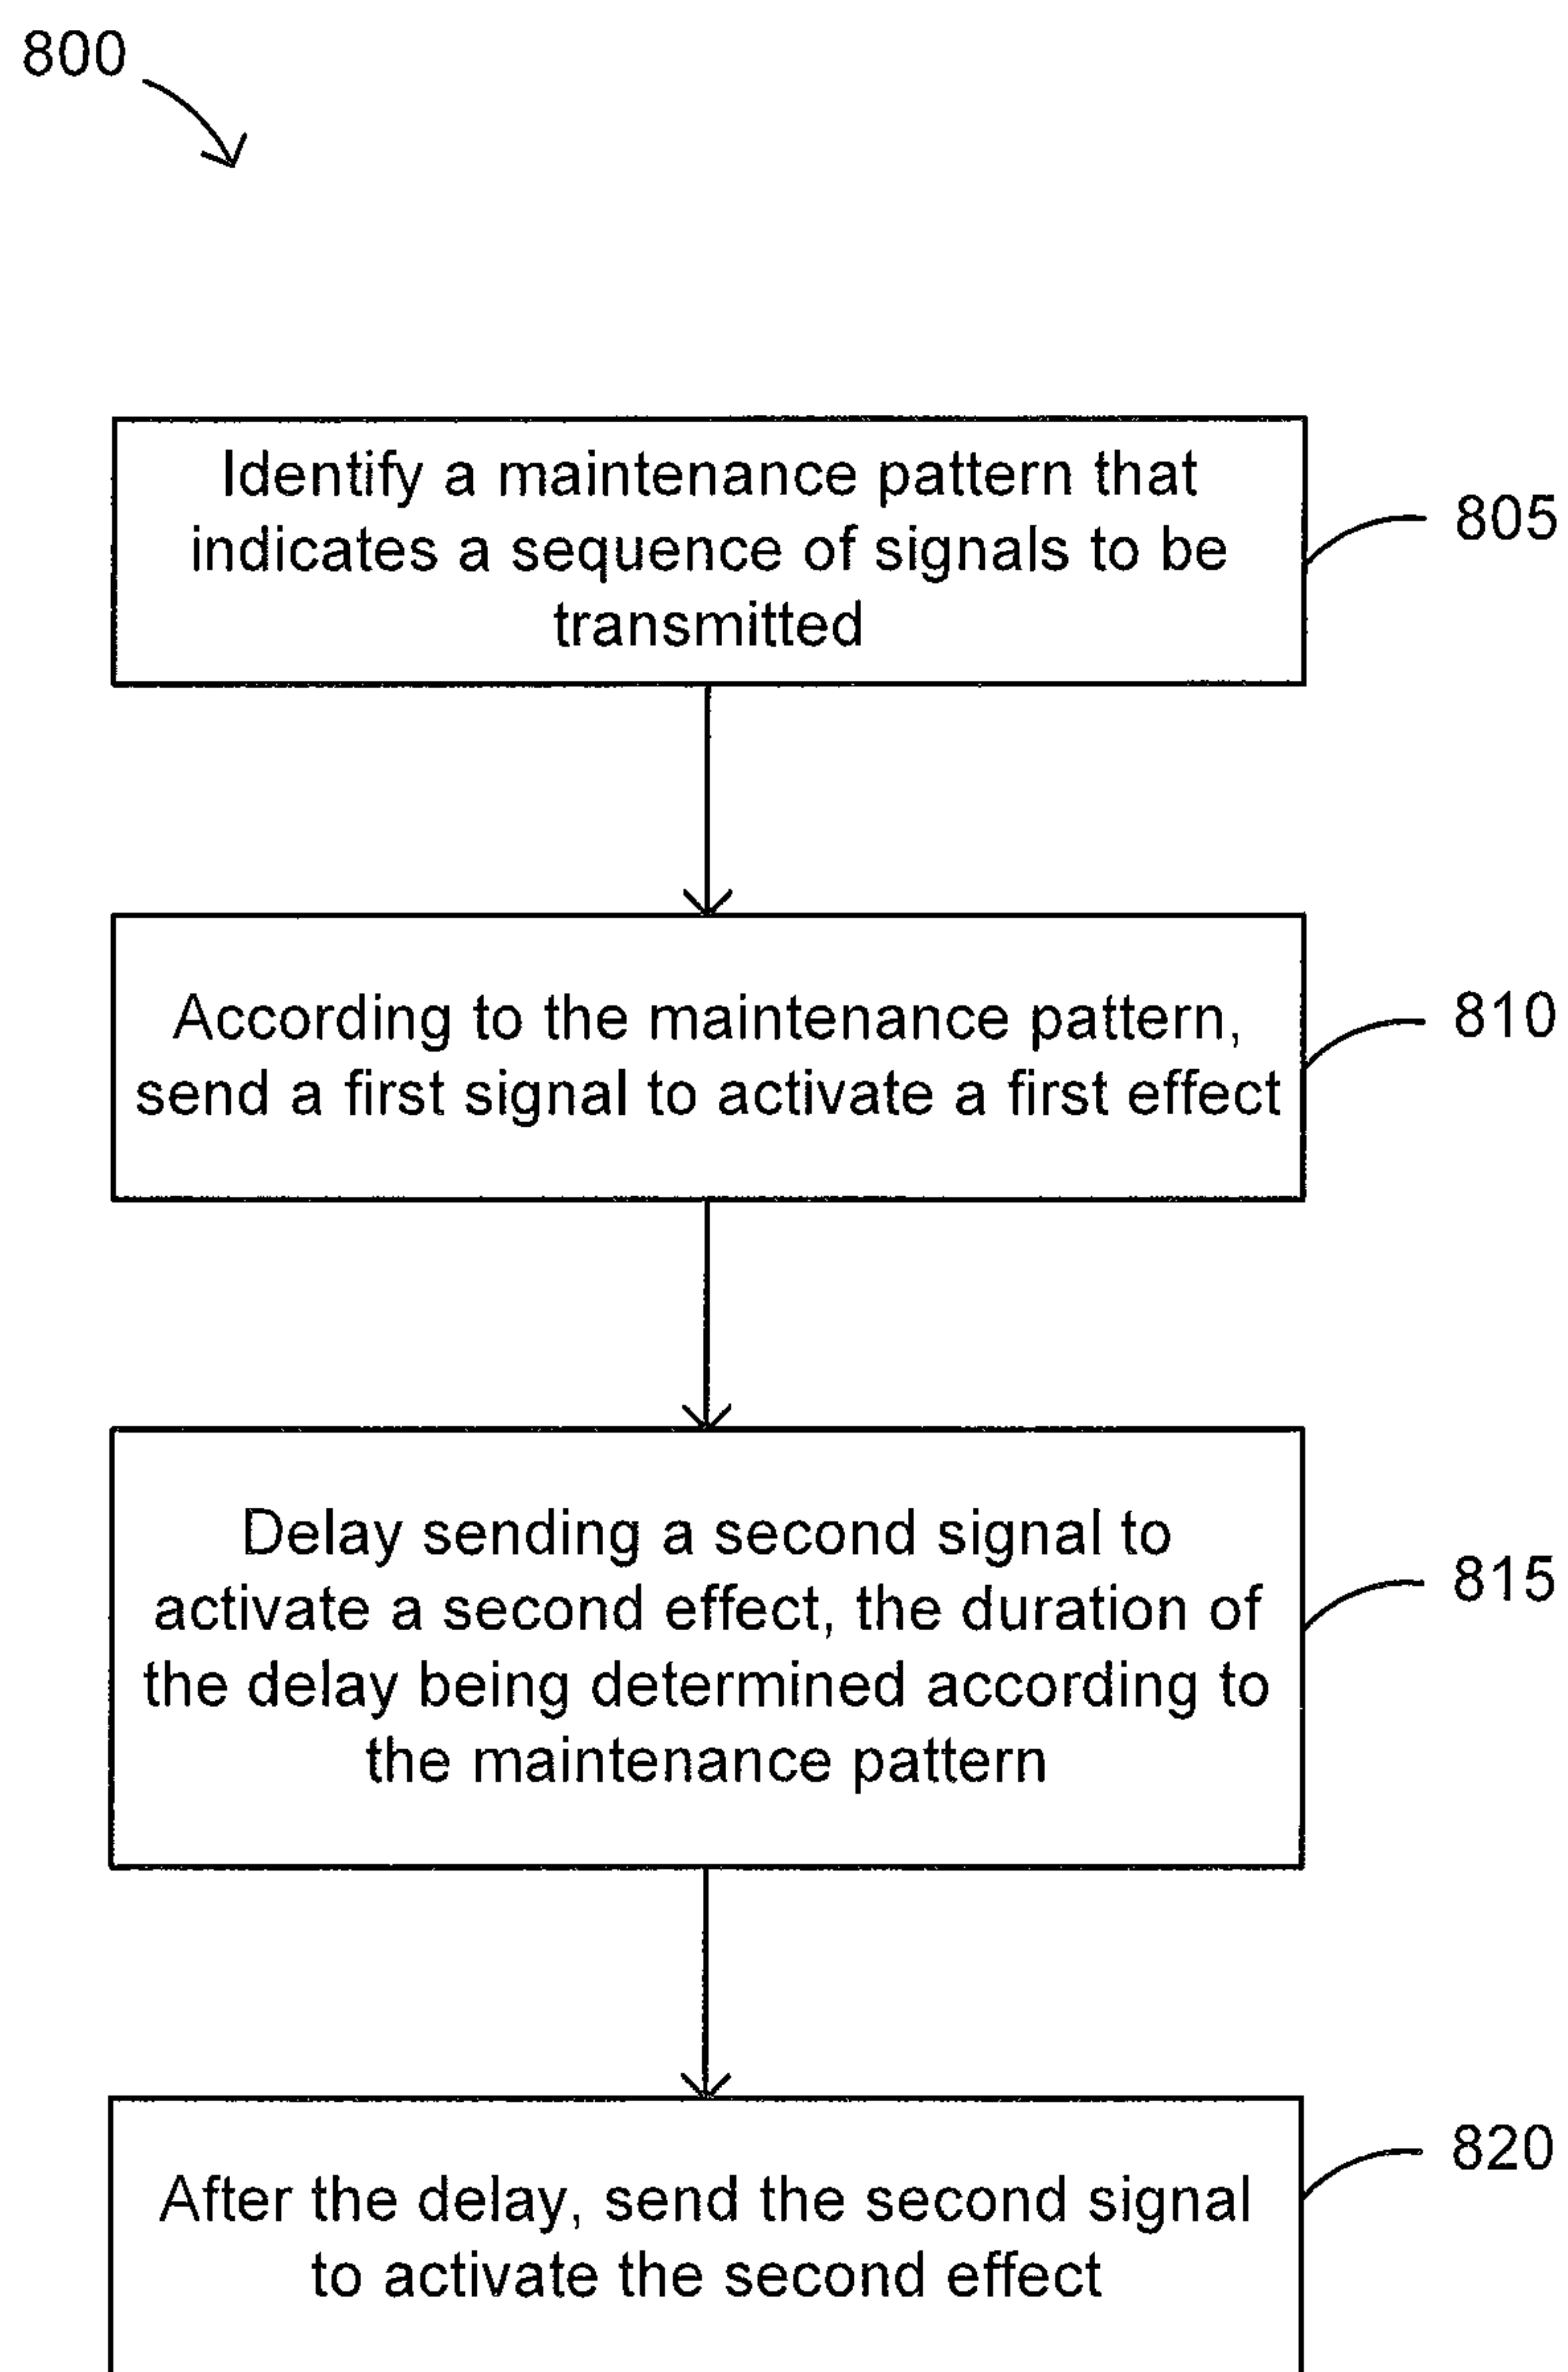 800
Identify a maintenance pattern that
indicates a sequence of signals to be
transmitted
805
According to the maintenance pattern,
send a first signal to activate a first effect
810
Delay sending a second signal to
activate a second effect, the duration of
the delay being determined according to
the maintenance pattern
815
After the delay, send the second signal
to activate the second effect
820